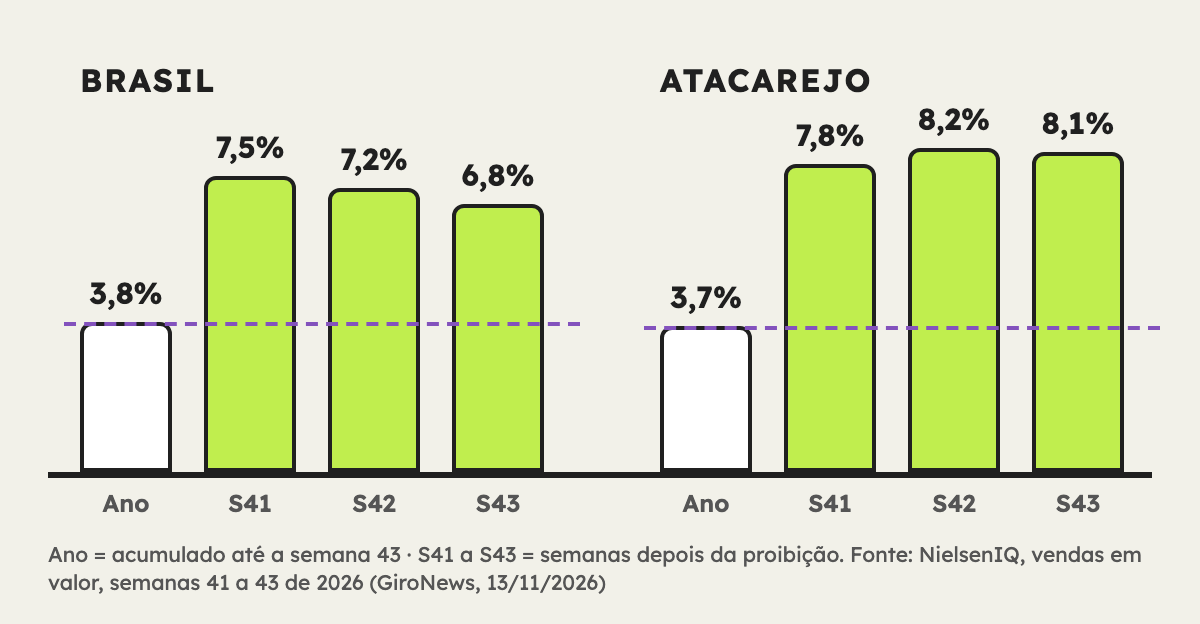 BRASIL
7,5%
7,2%
6,8%
3,8%
Ano
S41
S42
S43
ATACAREJO
7,8%
8,2%
8,1%
3,7%
Ano
S41
S42
S43
Ano = acumulado até a semana 43 · S41 a S43 = semanas depois da proibição. Fonte: NielsenIQ, vendas em
valor, semanas 41 a 43 de 2026 (GiroNews, 13/11/2026)